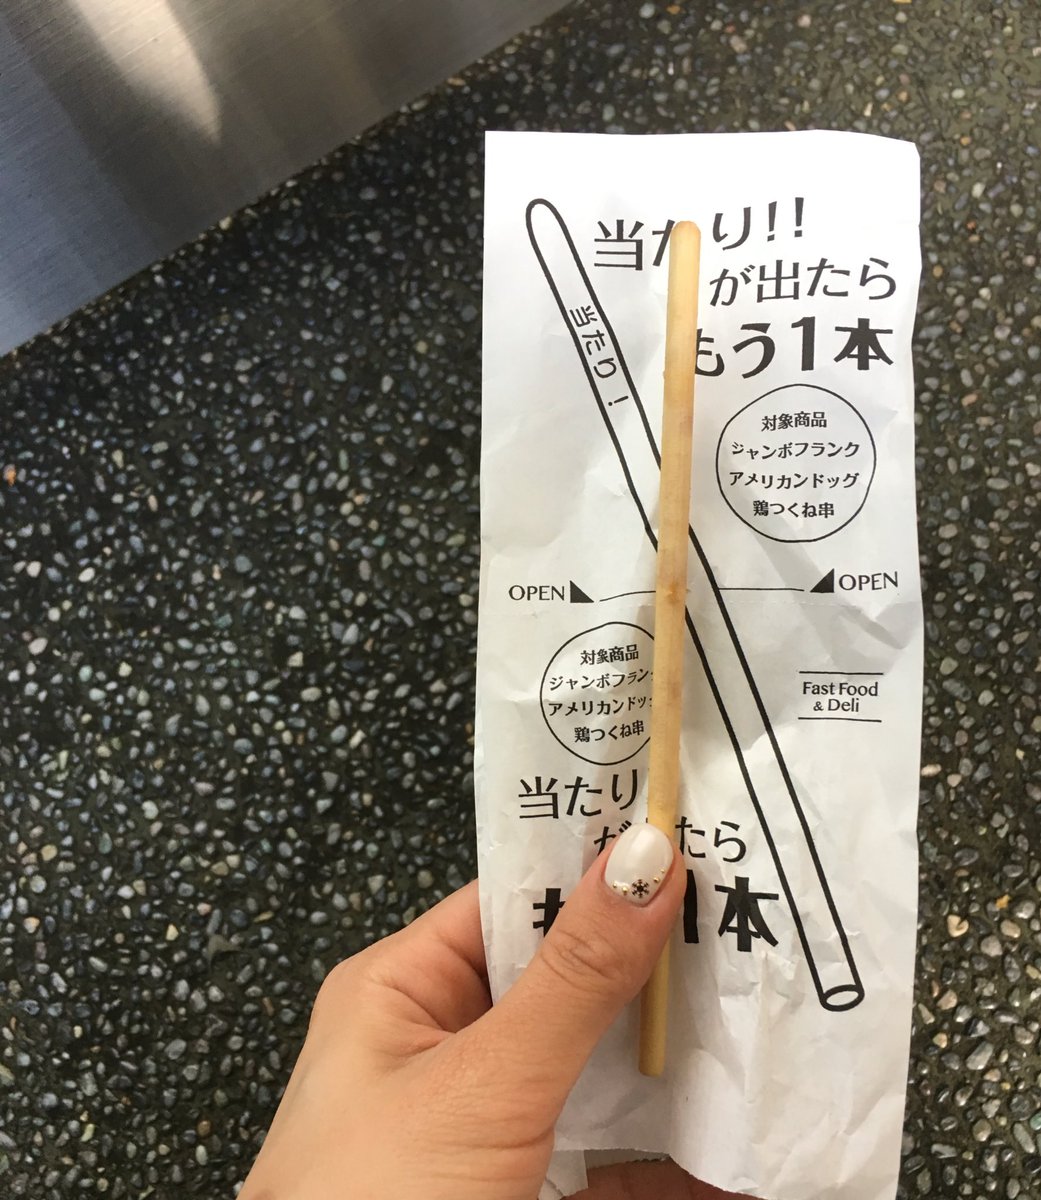 当たり!!
が出たら
もう1本
当たり!
対象商品
ジャンボフランク
アメリカンドッグ
鶏つくね串
OPEN
OPEN
対象商品
ジャンボフラン
アメリカンドッ
鶏つくね串
Fast Food
& Deli
当たり
たら
1本